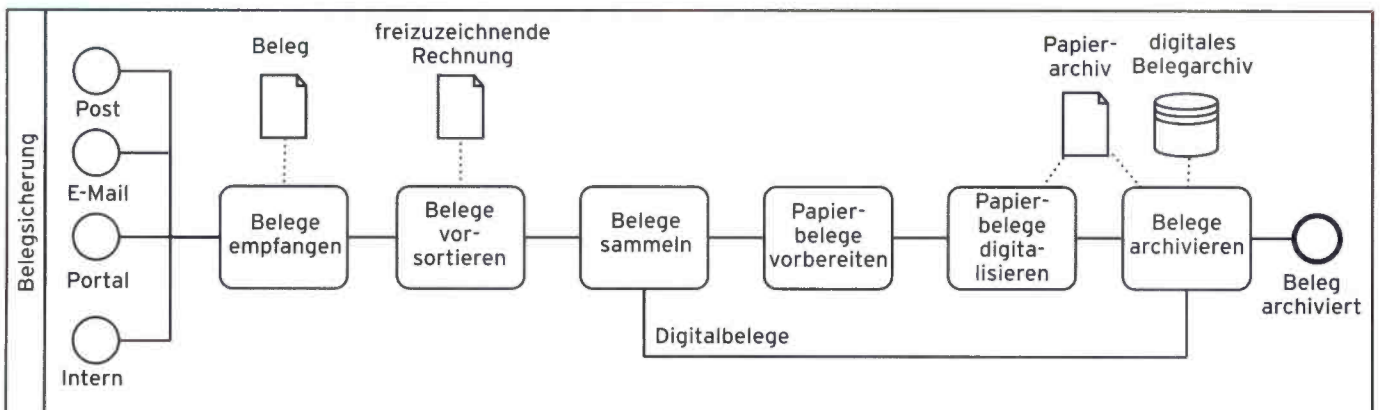 Belegsicherung
Post
E-Mail
Portal
Intern
Beleg
freizuzeichnende
Rechnung
Papier-
archiv
digitales
Belegarchiv
Belege
empfangen
Belege
vor-
sortieren
Belege
sammeln
Papier-
belege
vorbereiten
Papier-
belege
digita-
lisieren
Belege
archivieren
Beleg
archiviert
Digitalbelege